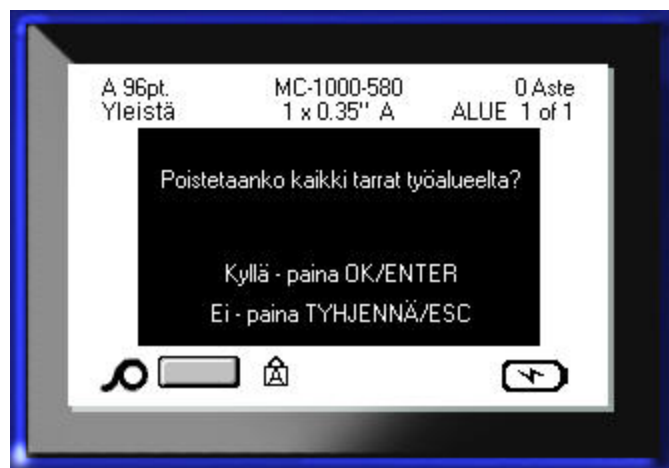 A 96pt. MC-1000-580 0 Aste
Yleistä 1 x 0.35" A ALUE 1 of 1
Poistetaanko kaikki tarrat työalueelta?
Kyllä - paina OK/ENTER
Ei - paina TYHJENNÄ/ESC
A